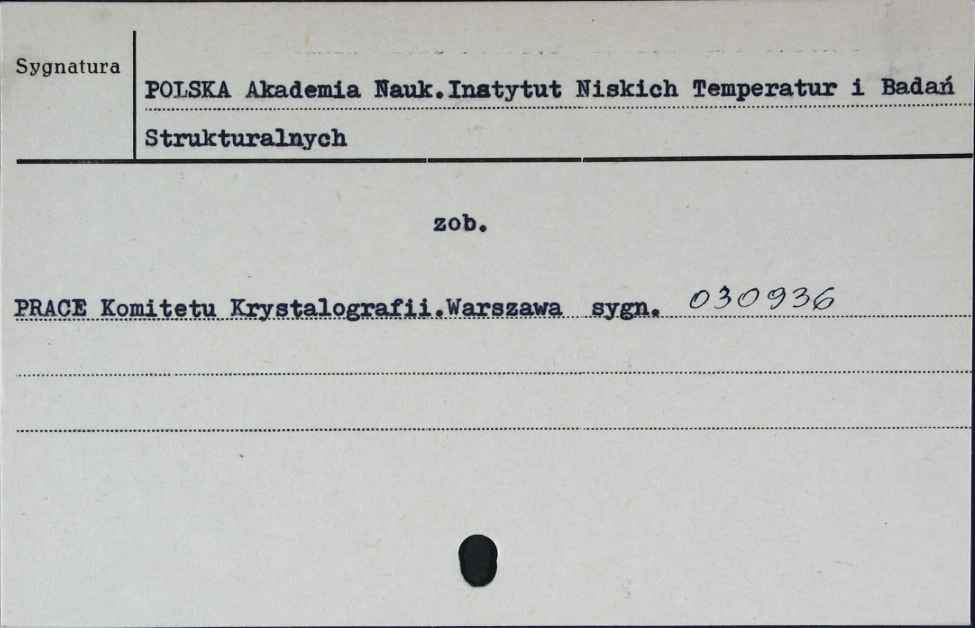 Sygnatura
POLSKA Akademia Nauk.Instytut Niskich Temperatur i Badań
Strukturalnych
zob.
PRACE Komitetu Krystalografii.Warszawa sygn. 030936